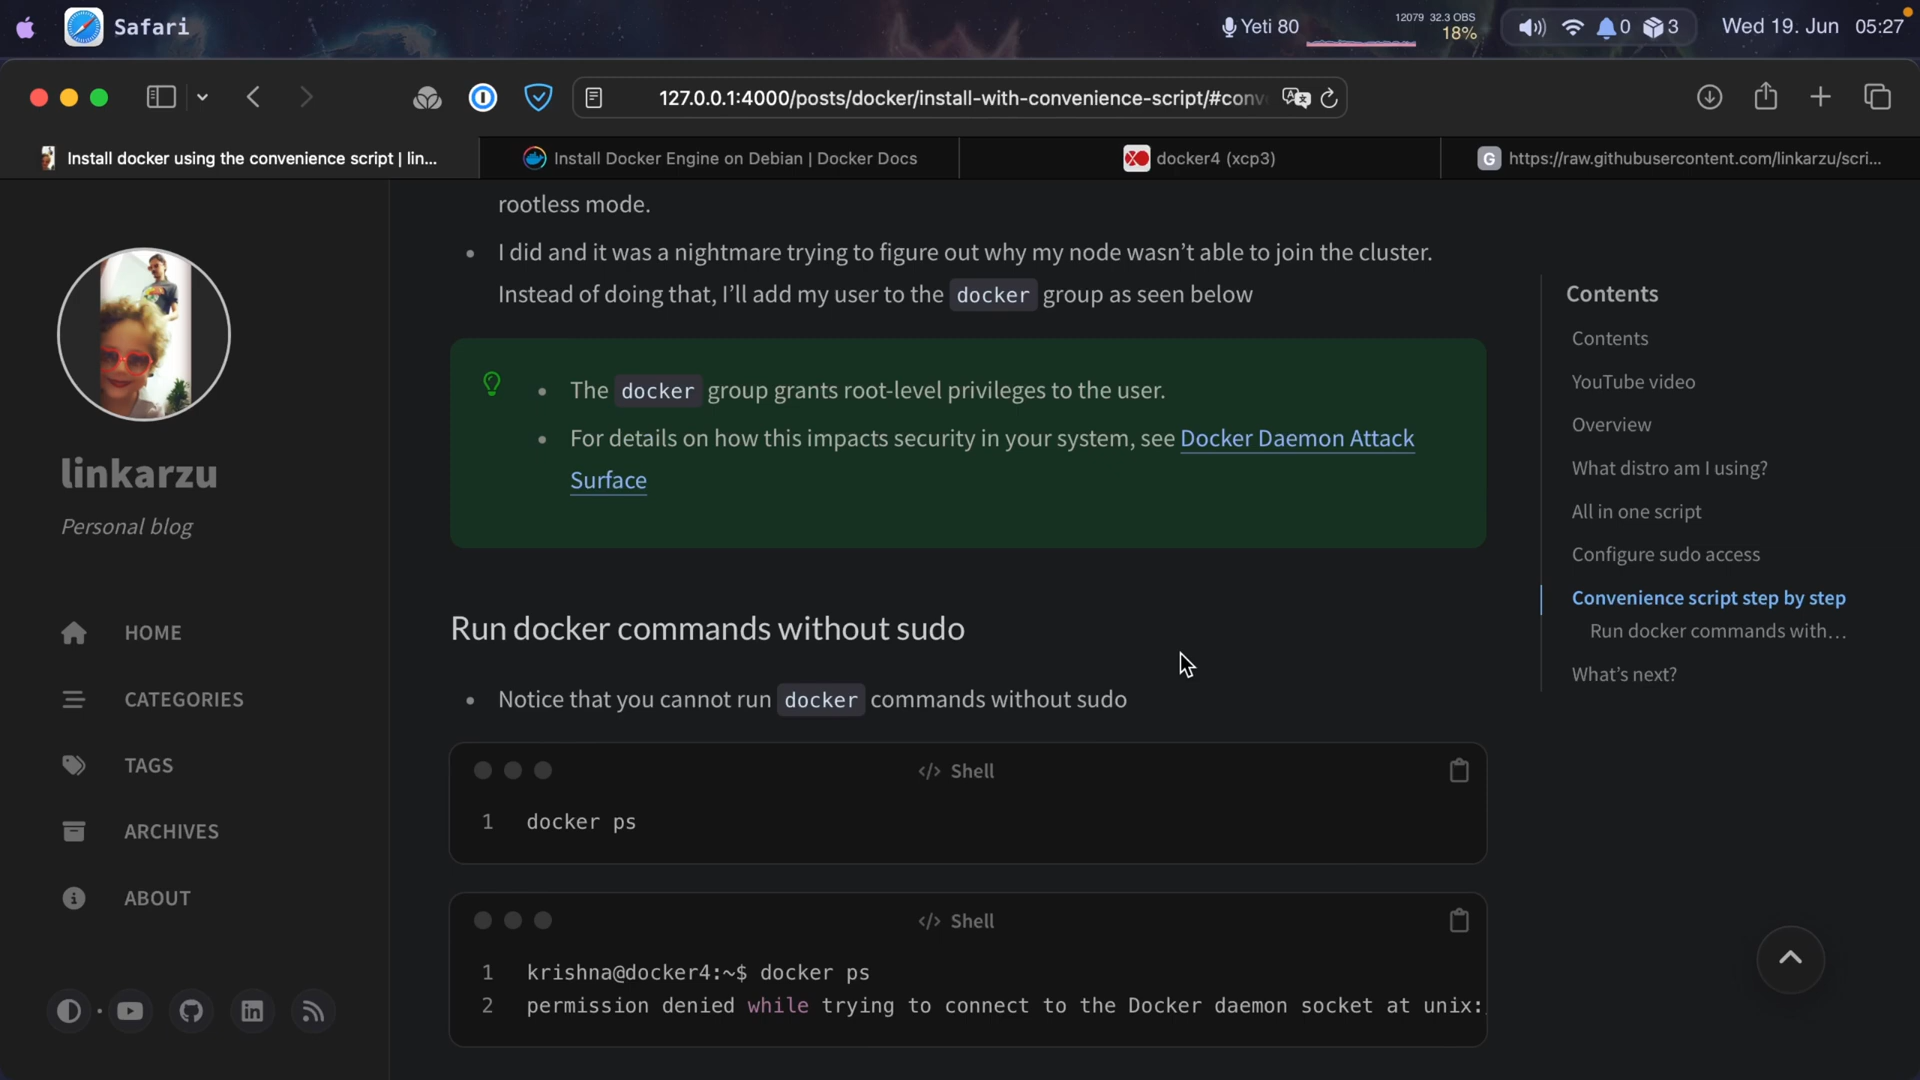 Safari
Yeti 80
12079 32.3 OBS
18%
0
3
Wed 19. Jun 05:27
127.0.0.1:4000/posts/docker/install-with-convenience-script/#conv
Install docker using the convenience script | lin...
Install Docker Engine on Debian | Docker Docs
docker4 (xcp3)
G https://raw.githubusercontent.com/linkarzu/scri...
rootless mode.
I did and it was a nightmare trying to figure out why my node wasn’t able to join the cluster.
Instead of doing that, I’ll add my user to the docker group as seen below
The docker group grants root-level privileges to the user.
For details on how this impacts security in your system, see Docker Daemon Attack
Surface
Run docker commands without sudo
Notice that you cannot run docker commands without sudo
</> Shell
1 docker ps
</> Shell
1 krishna@docker4:~$ docker ps
2 permission denied while trying to connect to the Docker daemon socket at unix:
linkarzu
Personal blog
HOME
CATEGORIES
TAGS
ARCHIVES
ABOUT
Contents
Contents
YouTube video
Overview
What distro am I using?
All in one script
Configure sudo access
Convenience script step by step
Run docker commands with...
What’s next?